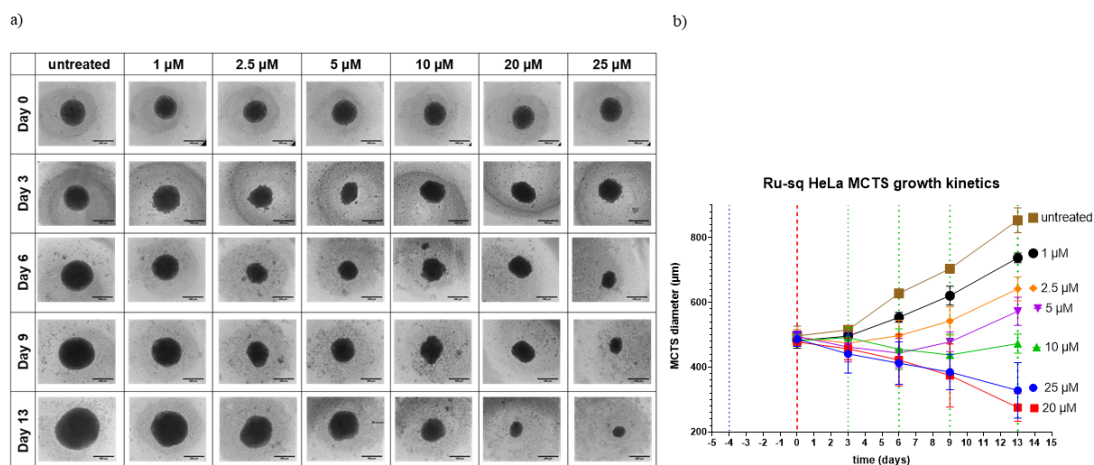 a)
b)
untreated 1 µM 2.5 µM 5 µM 10 µM 20 µM 25 µM
Day 0
Day 3
Day 6
Day 9
Day 13
Ru-sq HeLa MCTS growth kinetics
MCTS diameter (µm)
800
600
400
200
-5 -4 -3 -2 -1 0 1 2 3 4 5 6 7 8 9 10 11 12 13 14 15
time (days)
untreated
1 µM
2.5 µM
5 µM
10 µM
25 µM
20 µM